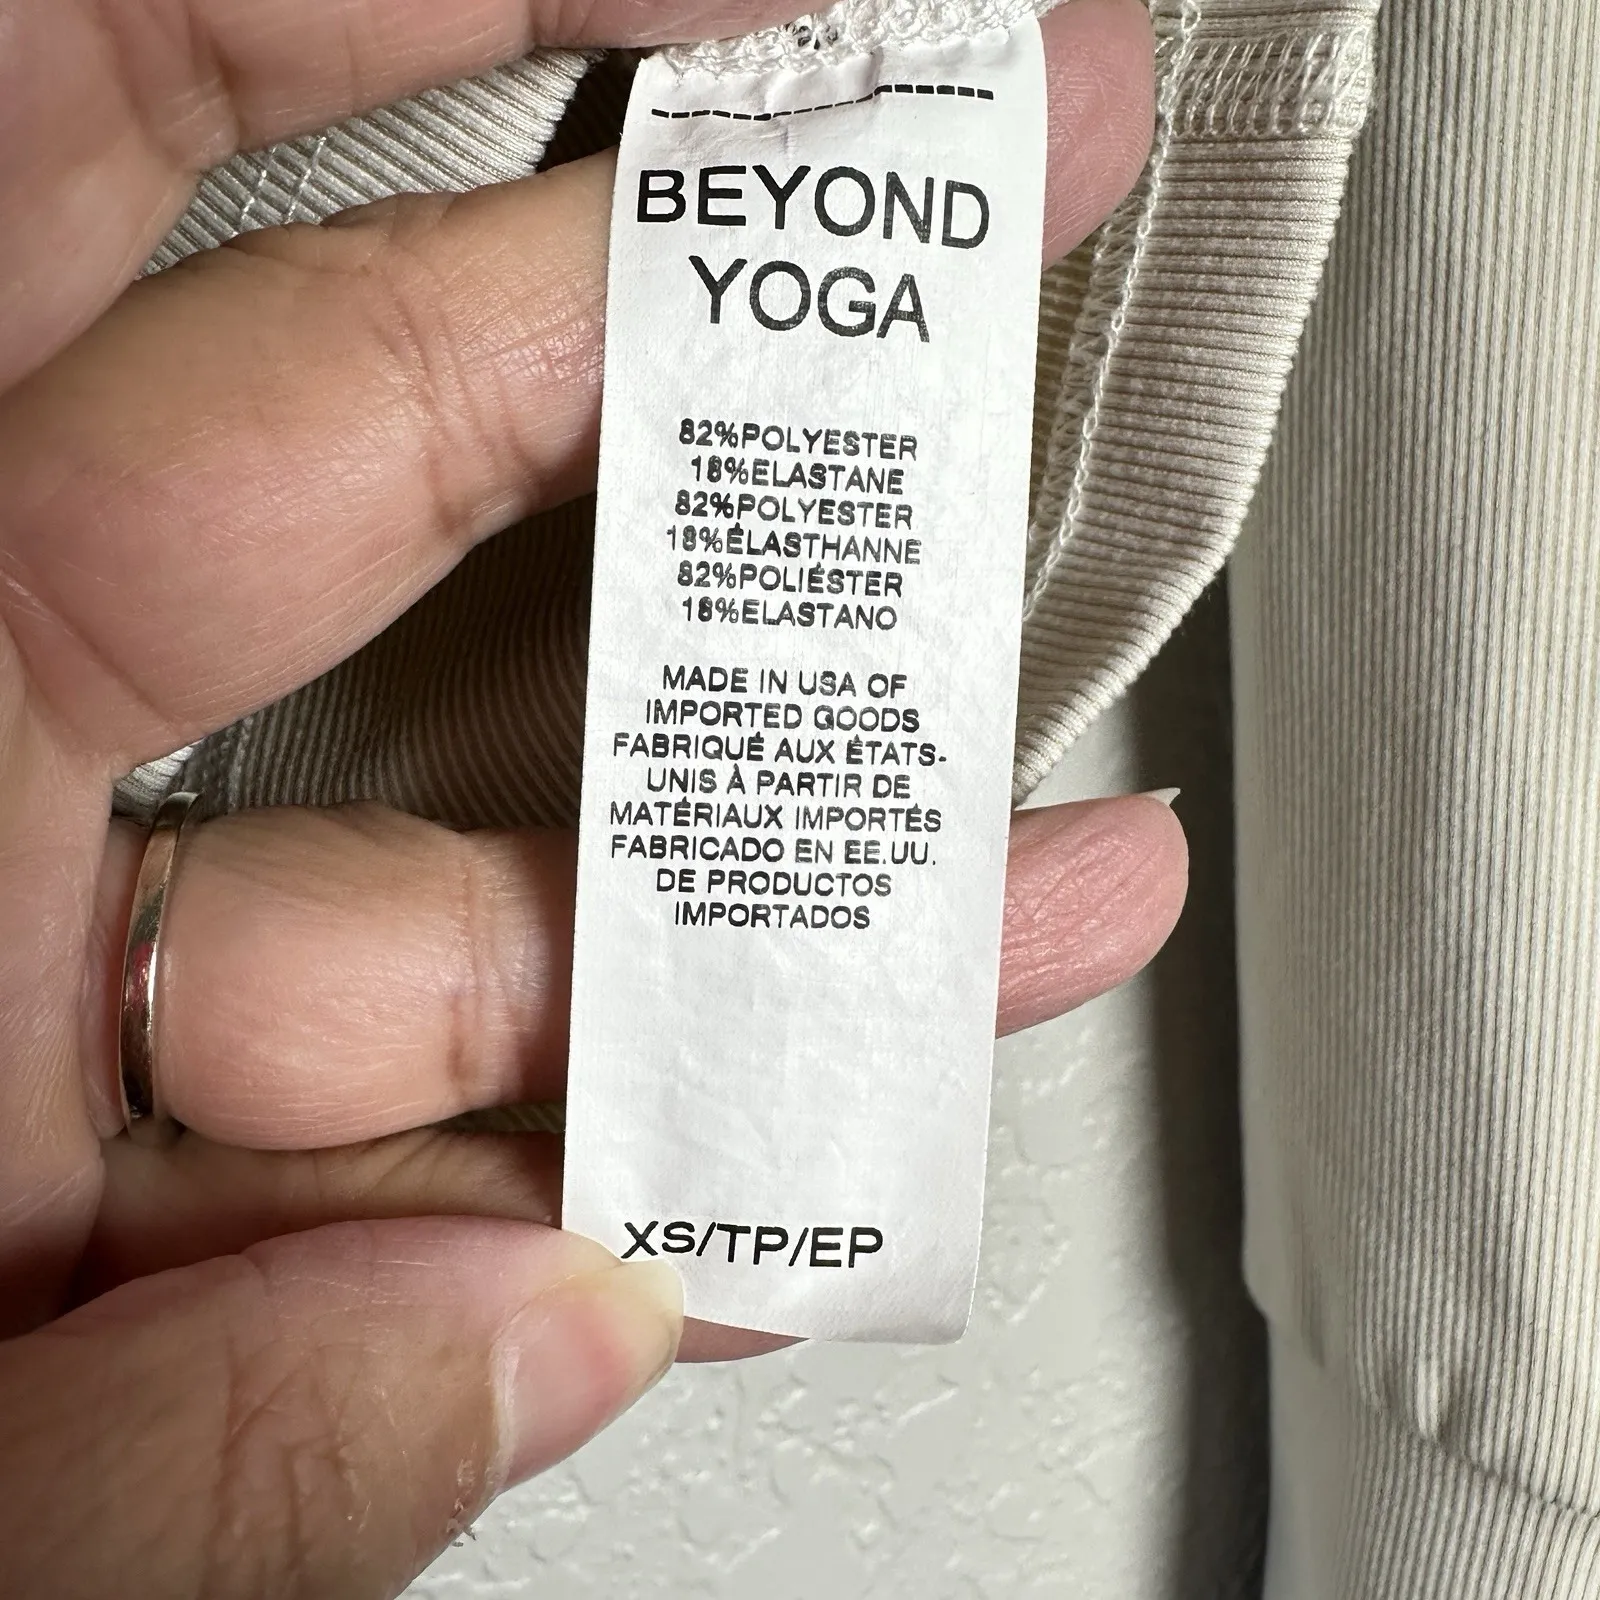 BEYOND
YOGA
82%POLYESTER
18%ELASTANE
82%POLYESTER
18%ÉLASTHANNE
82%POLIÉSTER
18%ELASTANO
MADE IN USA OF
IMPORTED GOODS
FABRIQUÉ AUX ÉTATS-
UNIS À PARTIR DE
MATÉRIAUX IMPORTÉS
FABRICADO EN EE.UU.
DE PRODUCTOS
IMPORTADOS
XS/TP/EP